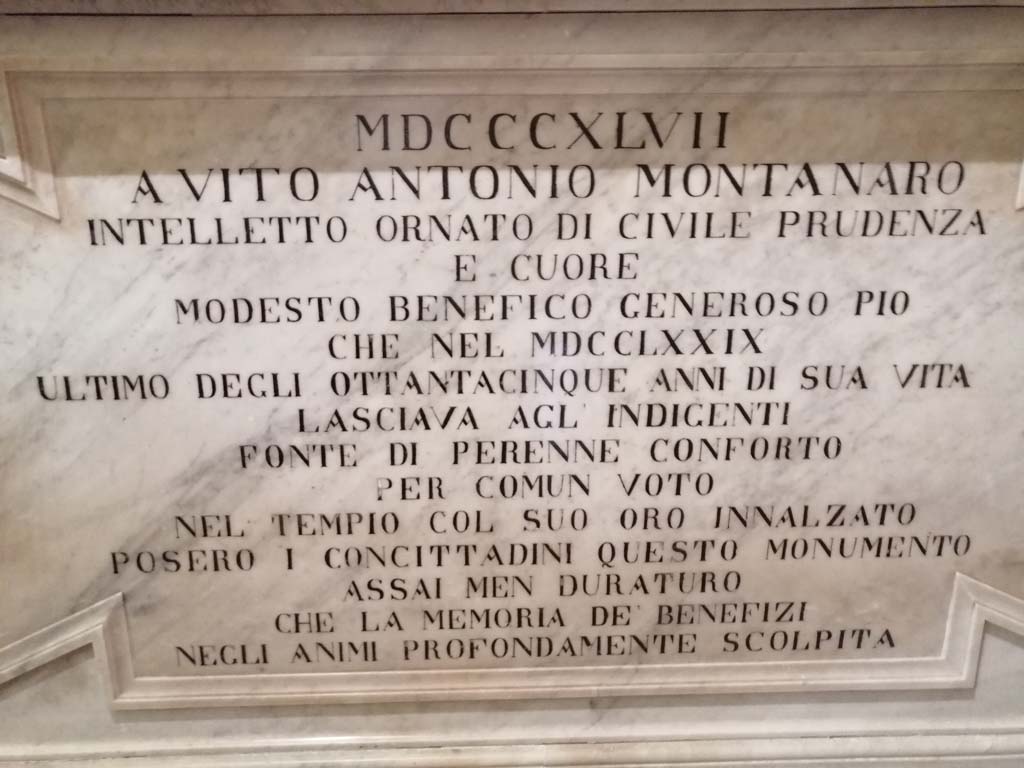 MDCCCXLVII
A VITO ANTONIO MONTANARO
INTELLETTO ORNATO DI CIVILE PRUDENZA
E CUORE
MODESTO BENEFICO GENEROSO PIO
CHE NEL MDCCLXXIX
ULTIMO DEGLI OTTANTACINQUE ANNI DI SUA VITA
LASCIAVA AGL' INDIGENTI
FONTE DI PERENNE CONFORTO
PER COMUN VOTO
NEL TEMPIO COL SUO ORO INNALZATO
POSERO I CONCITTADINI QUESTO MONUMENTO
ASSAI MEN DURATURO
CHE LA MEMORIA DE' BENEFIZI
NEGLI ANIMI PROFONDAMENTE SCOLPITA